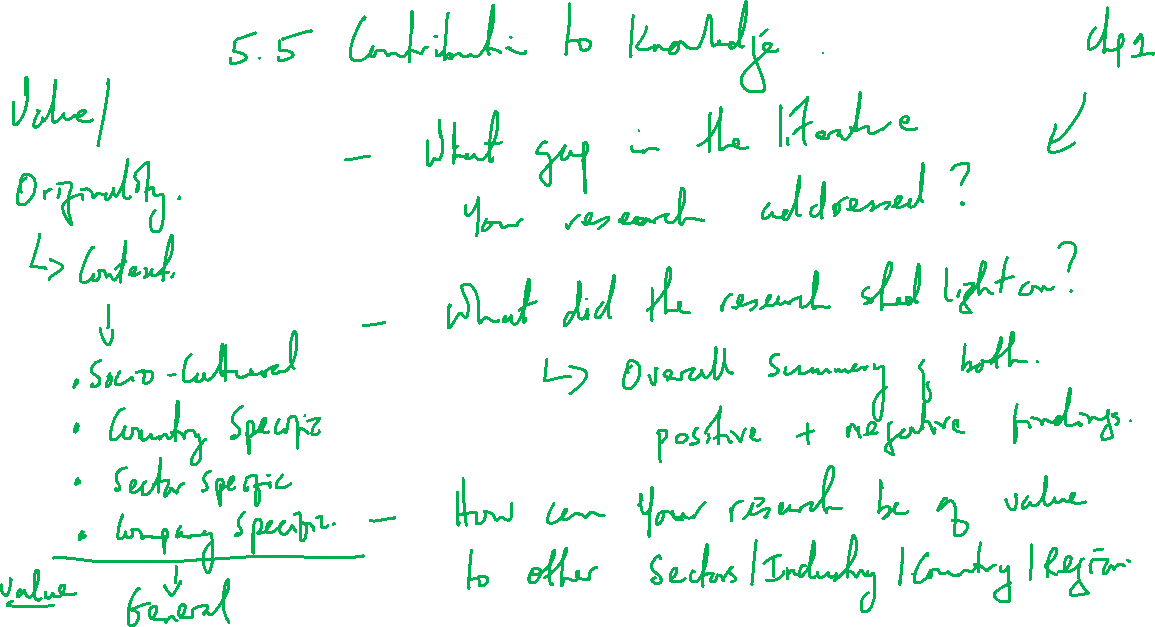 5.5 Contribution to Knowledge.
chp1
Value/
Originality.
↳ Context.
↓
• Socio-Cultural
• Country Specific
• Sector Specific
• Company Specific.
value
↓
General
- What gap in the literature
your research addressed?
- What did the research shed light on?
↳ Overall Summary of both
positive + negative findings.
- How can your research be of value
to other Sectors/Industry/Country/Region.